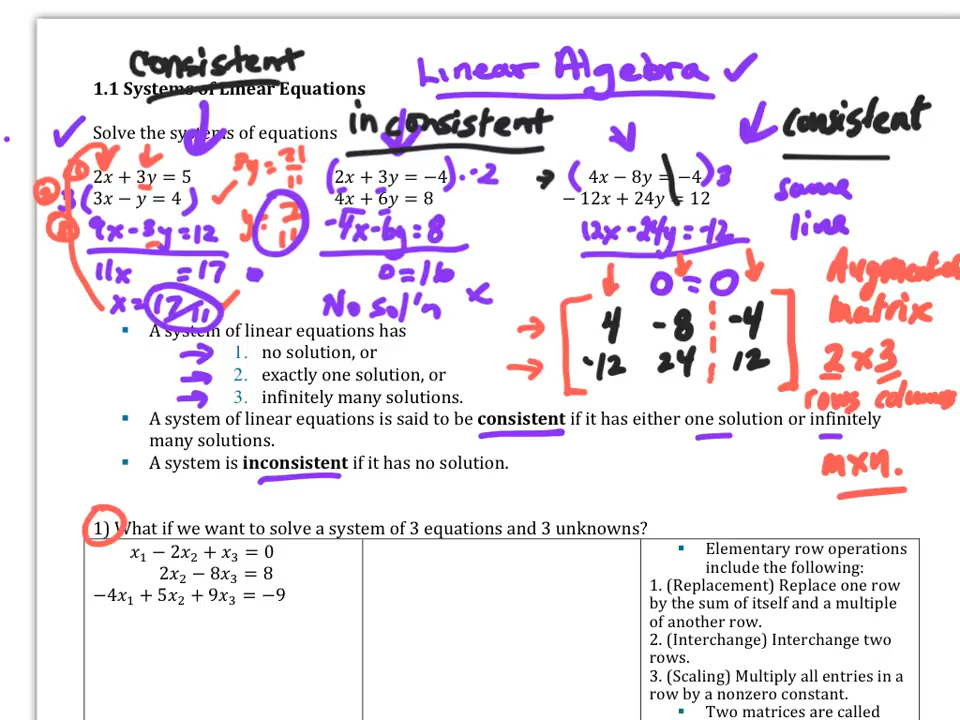 consistent
Linear Algebra ✓
1.1 Systems of Linear Equations
inconsistent
consistent
Solve the systems of equations
2x + 3y = 5
3x − y = 4
3( )
9x - 3y = 12
11x = 17
x = 17/11
3y = 21/11
y = 7/11
(2x + 3y = −4) · -2
4x + 6y = 8
-4x - 6y = 8
0 = 16
No sol'n
(4x − 8y = −4) 3
− 12x + 24y = 12
12x - 24y = -12
0 = 0
same
line
4 -8 -4
-12 24 12
Augmented
matrix
2 x 3
rows columns
m x n.
A system of linear equations has
1. no solution, or
2. exactly one solution, or
3. infinitely many solutions.
A system of linear equations is said to be consistent if it has either one solution or infinitely
many solutions.
A system is inconsistent if it has no solution.
1) What if we want to solve a system of 3 equations and 3 unknowns?
x₁ − 2x₂ + x₃ = 0
2x₂ − 8x₃ = 8
−4x₁ + 5x₂ + 9x₃ = −9
Elementary row operations
include the following:
1. (Replacement) Replace one row
by the sum of itself and a multiple
of another row.
2. (Interchange) Interchange two
rows.
3. (Scaling) Multiply all entries in a
row by a nonzero constant.
Two matrices are called